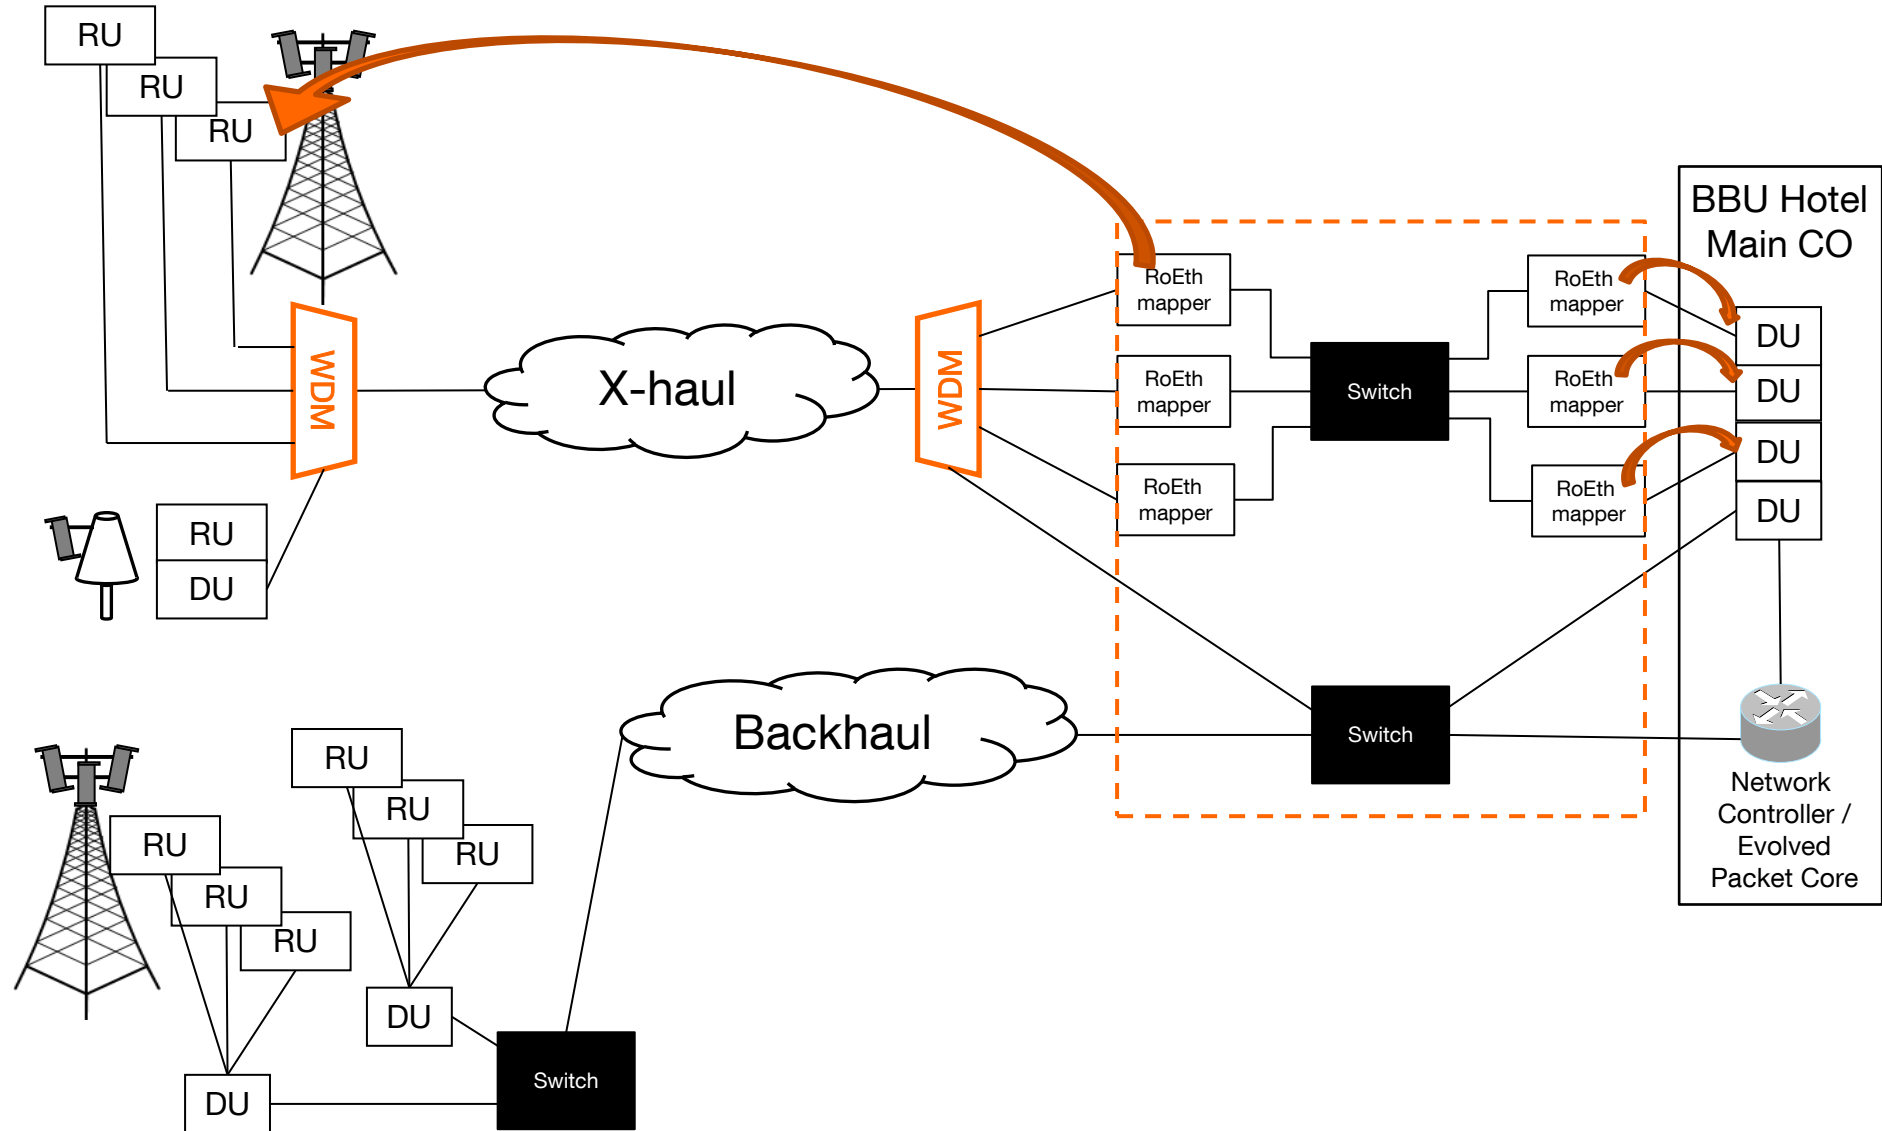 RU
RU
RU
BBU Hotel
Main CO
RoEth
mapper
RoEth
mapper
DU
WDM
X-haul
WDM
RoEth
mapper
Switch
RoEth
mapper
DU
DU
RoEth
mapper
RoEth
mapper
DU
RU
DU
Backhaul
Switch
RU
RU
RU
Network
Controller /
Evolved
Packet Core
RU
RU
RU
DU
Switch
DU